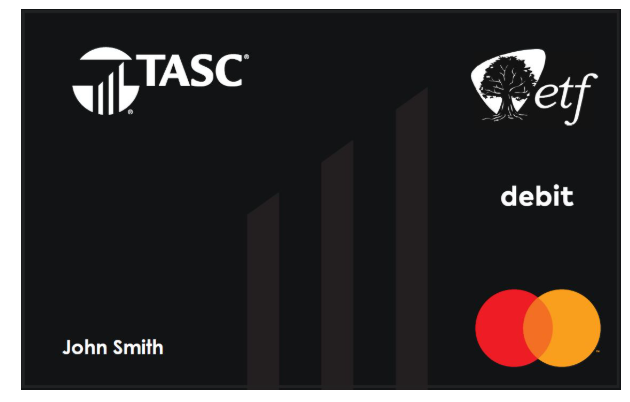 TASC®
etf
debit
John Smith